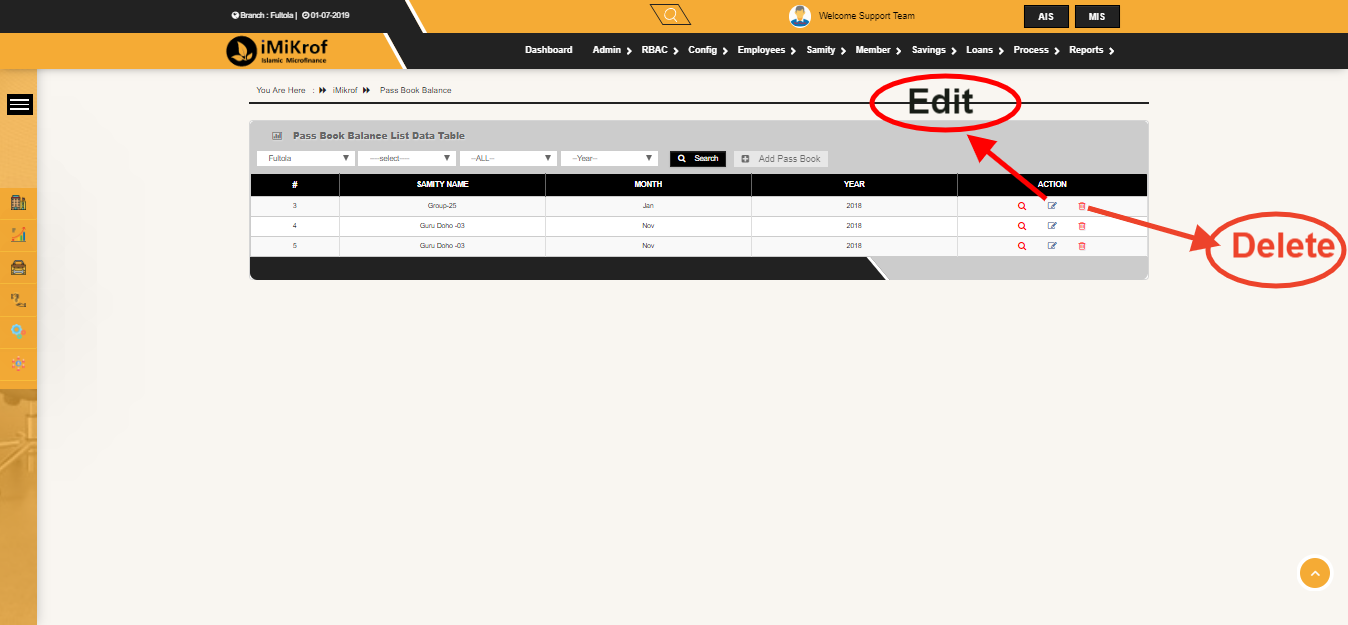 Branch : Fultola | 01-07-2019
Welcome Support Team
AIS MIS
iMiKrof
Islamic Microfinance
Dashboard Admin RBAC Config Employees Samity Member Savings Loans Process Reports
You Are Here : iMikrof Pass Book Balance
Edit
Pass Book Balance List Data Table
Fultola ----select---- --ALL-- --Year-- Search Add Pass Book
# SAMITY NAME MONTH YEAR ACTION
3 Group-25 Jan 2018
4 Guru Doho -03 Nov 2018
5 Guru Doho -03 Nov 2018
Delete